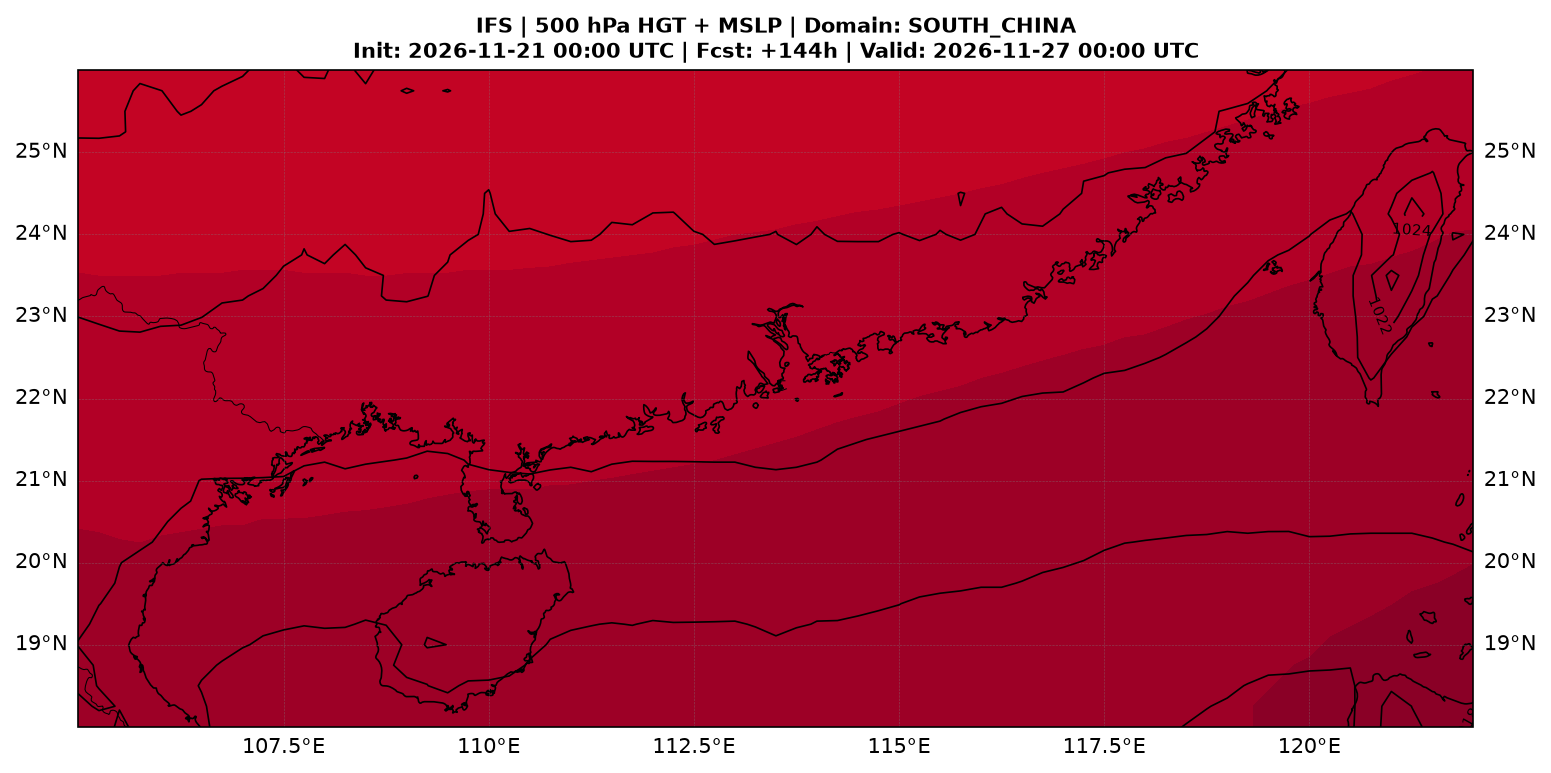 IFS | 500 hPa HGT + MSLP | Domain: SOUTH_CHINA
Init: 2026-11-21 00:00 UTC | Fcst: +144h | Valid: 2026-11-27 00:00 UTC
25°N 25°N
24°N 24°N
1024
23°N 23°N
1022
22°N 22°N
21°N 21°N
20°N 20°N
19°N 19°N
107.5°E 110°E 112.5°E 115°E 117.5°E 120°E